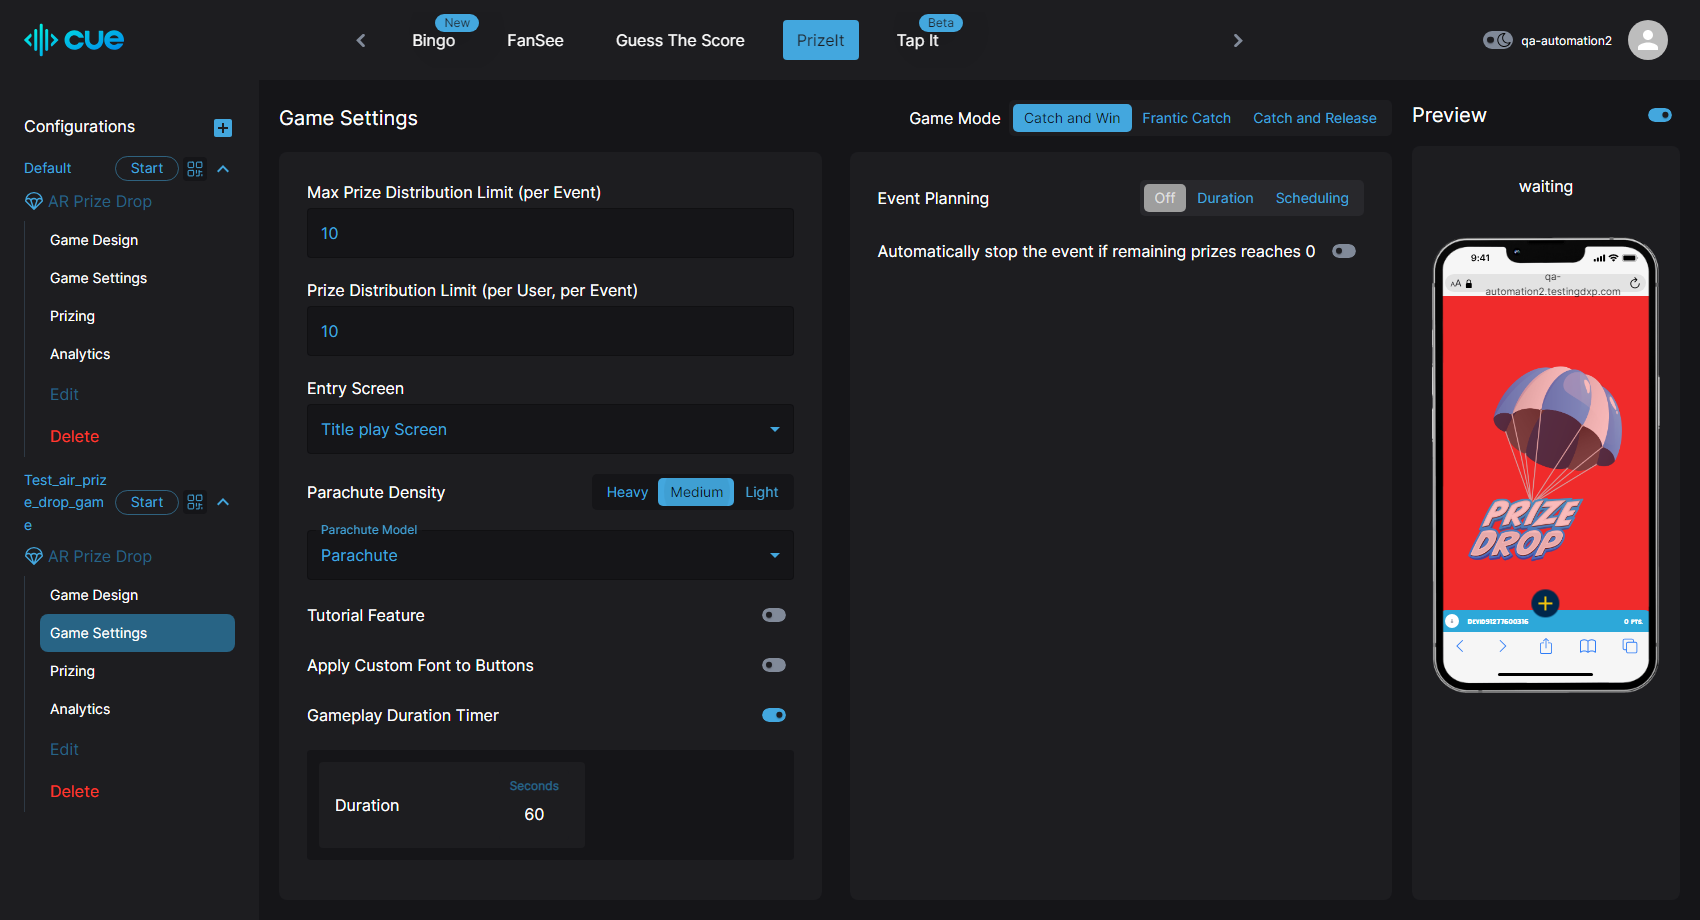 cue
New
Bingo
FanSee
Guess The Score
PrizeIt
Beta
Tap It
qa-automation2
Configurations
Default
Start
AR Prize Drop
Game Design
Game Settings
Prizing
Analytics
Edit
Delete
Test_air_priz
e_drop_gam
e
Start
AR Prize Drop
Game Design
Game Settings
Prizing
Analytics
Edit
Delete
Game Settings
Game Mode
Catch and Win
Frantic Catch
Catch and Release
Max Prize Distribution Limit (per Event)
10
Prize Distribution Limit (per User, per Event)
10
Entry Screen
Title play Screen
Parachute Density
Heavy
Medium
Light
Parachute Model
Parachute
Tutorial Feature
Apply Custom Font to Buttons
Gameplay Duration Timer
Duration
Seconds
60
Event Planning
Off
Duration
Scheduling
Automatically stop the event if remaining prizes reaches 0
Preview
waiting
9:41
AA
qa-
automation2.testingdxp.com
PRIZE
DROP
0 PTS.